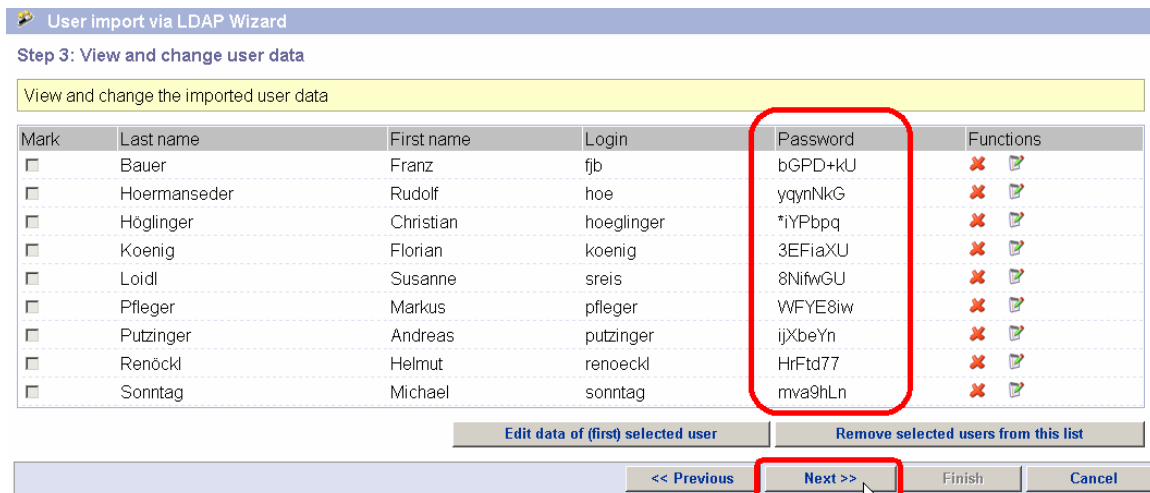 User import via LDAP Wizard
Step 3: View and change user data
View and change the imported user data
Mark Last name First name Login Password Functions
Bauer Franz fjb bGPD+kU
Hoermanseder Rudolf hoe yqynNkG
Höglinger Christian hoeglinger *iYPbpq
Koenig Florian koenig 3EFiaXU
Loidl Susanne sreis 8NifwGU
Pfleger Markus pfleger WFYE8iw
Putzinger Andreas putzinger ijXbeYn
Renöckl Helmut renoeckl HrFtd77
Sonntag Michael sonntag mva9hLn
Edit data of (first) selected user Remove selected users from this list
<< Previous Next >> Finish Cancel